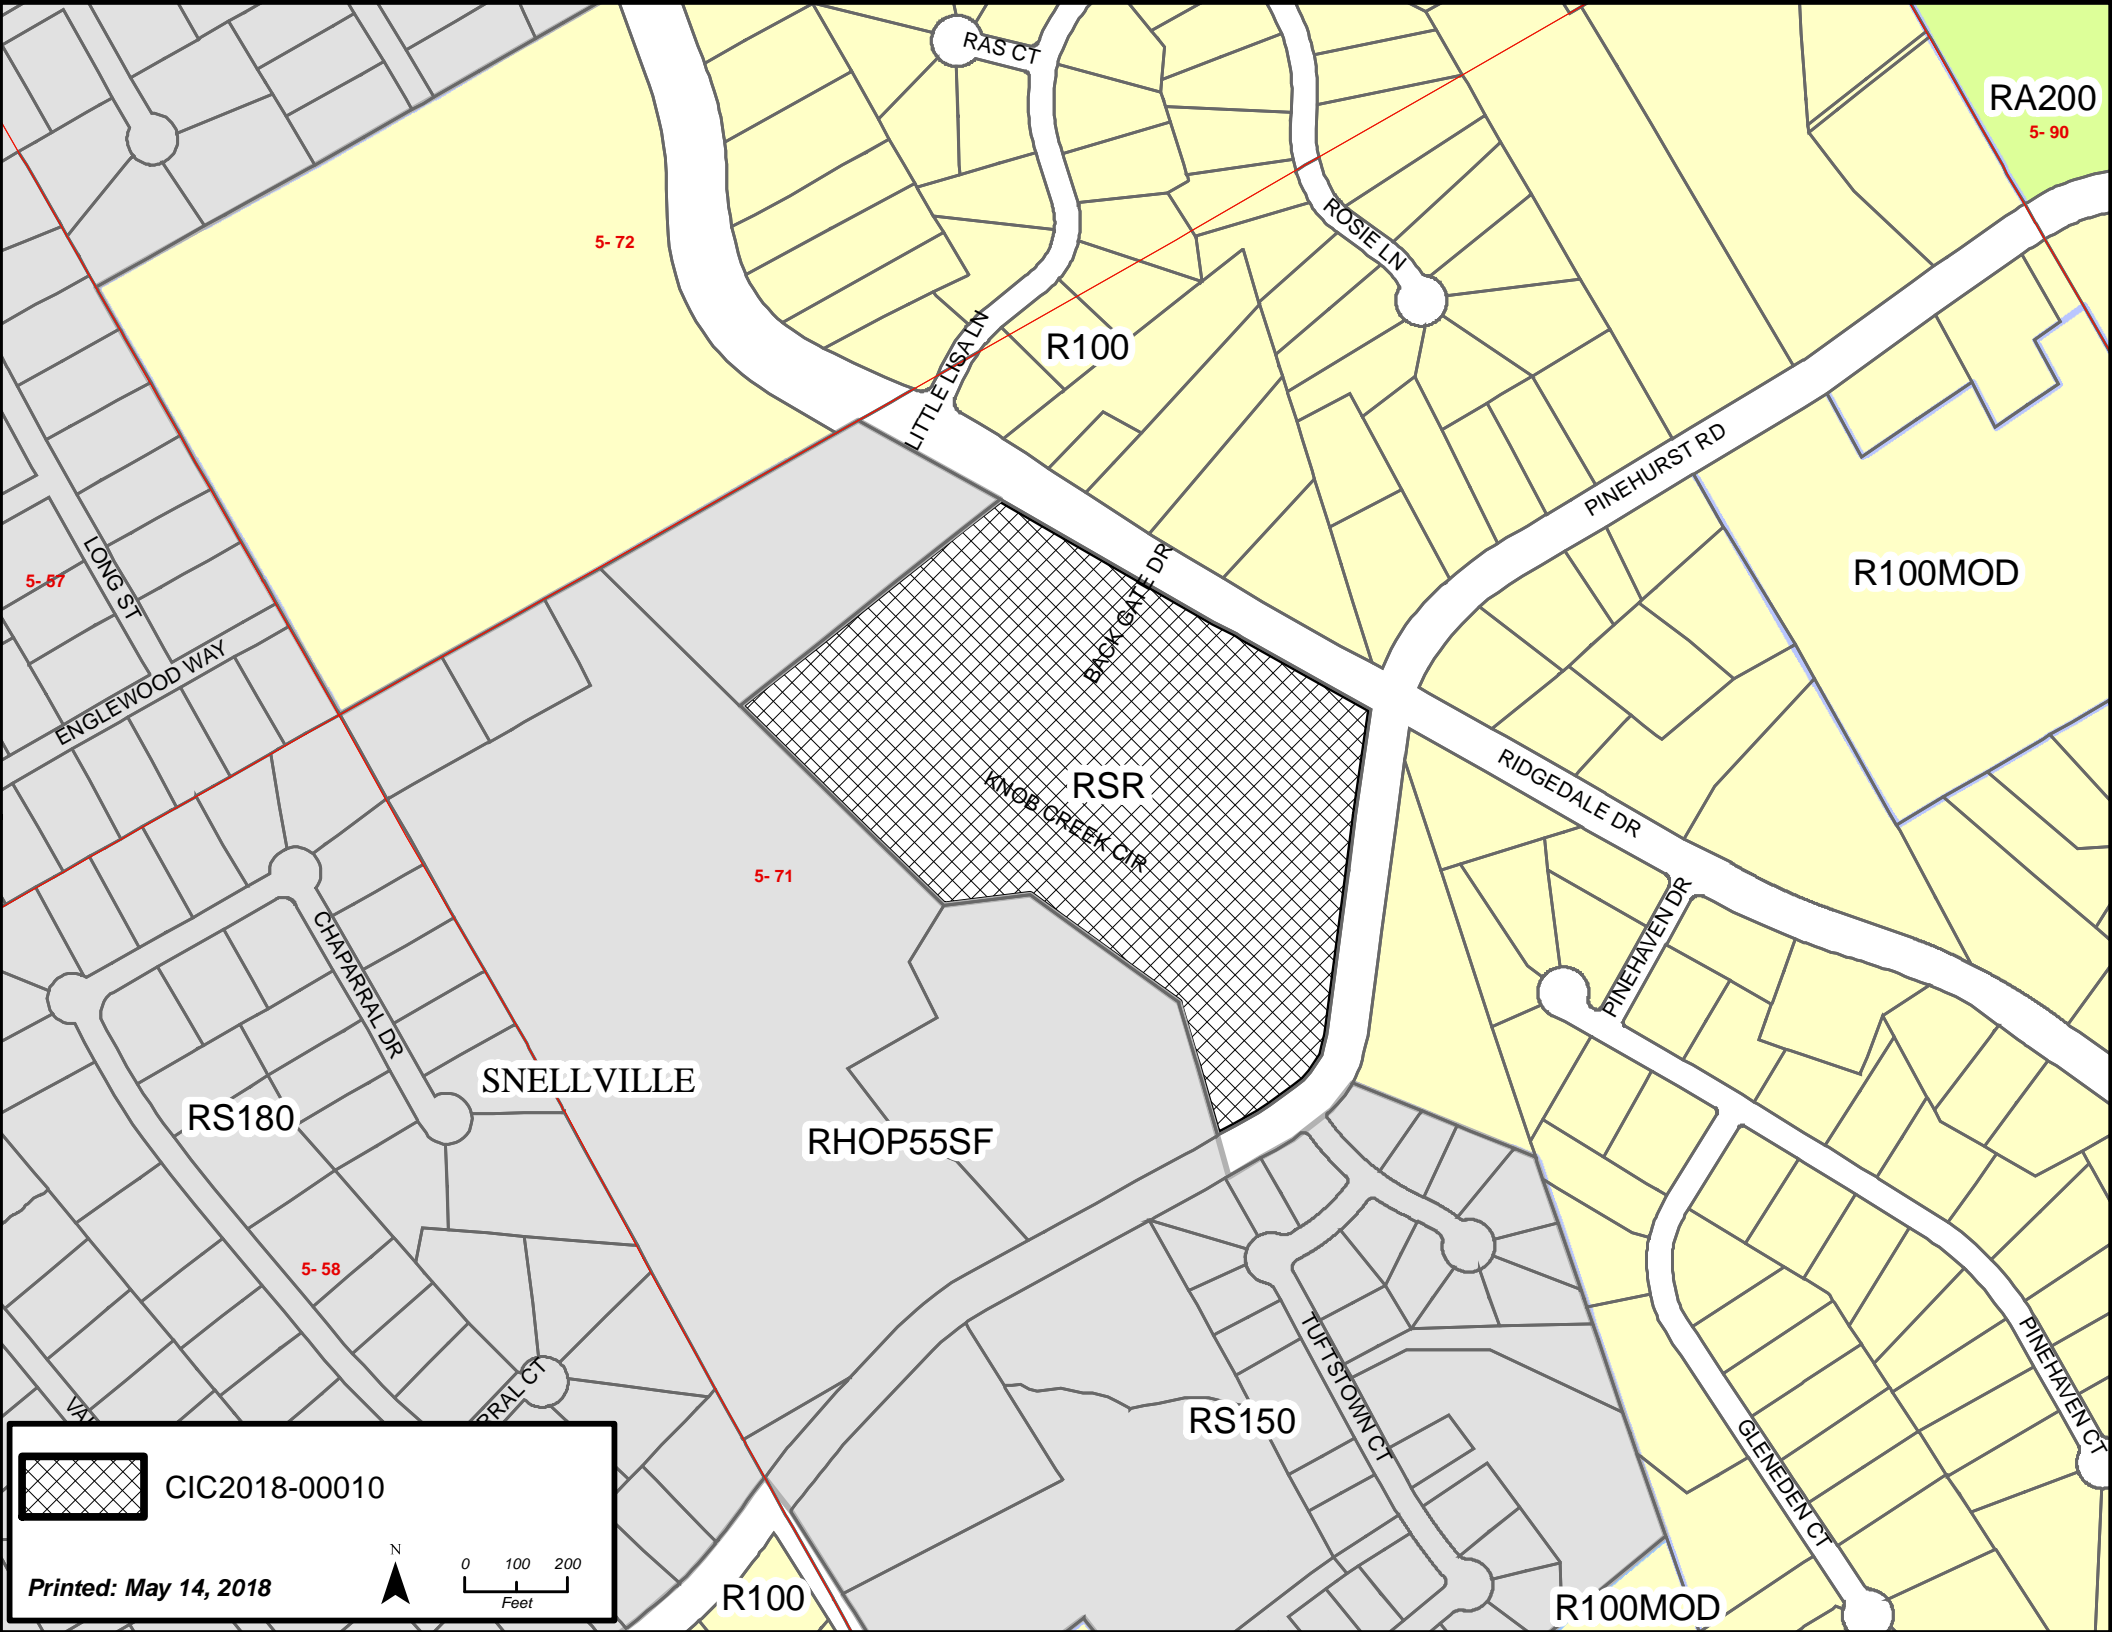 RAS CT
RA200
5- 90
5- 72
ROSIE LN
R100
LITTLE LISA LN
PINEHURST RD
R100MOD
5- 57
LONG ST
BACK GATE DR
ENGLEWOOD WAY
RSR
KNOB CREEK CIR
RIDGEDALE DR
5- 71
PINEHAVEN DR
CHAPARRAL DR
SNELLVILLE
RS180
RHOP55SF
5- 58
TUFTSTOWN CT
PINEHAVEN CT
RRAL CT
VA
RS150
GLENEDEN CT
CIC2018-00010
R100
R100MOD
N
0 100 200
Feet
Printed: May 14, 2018